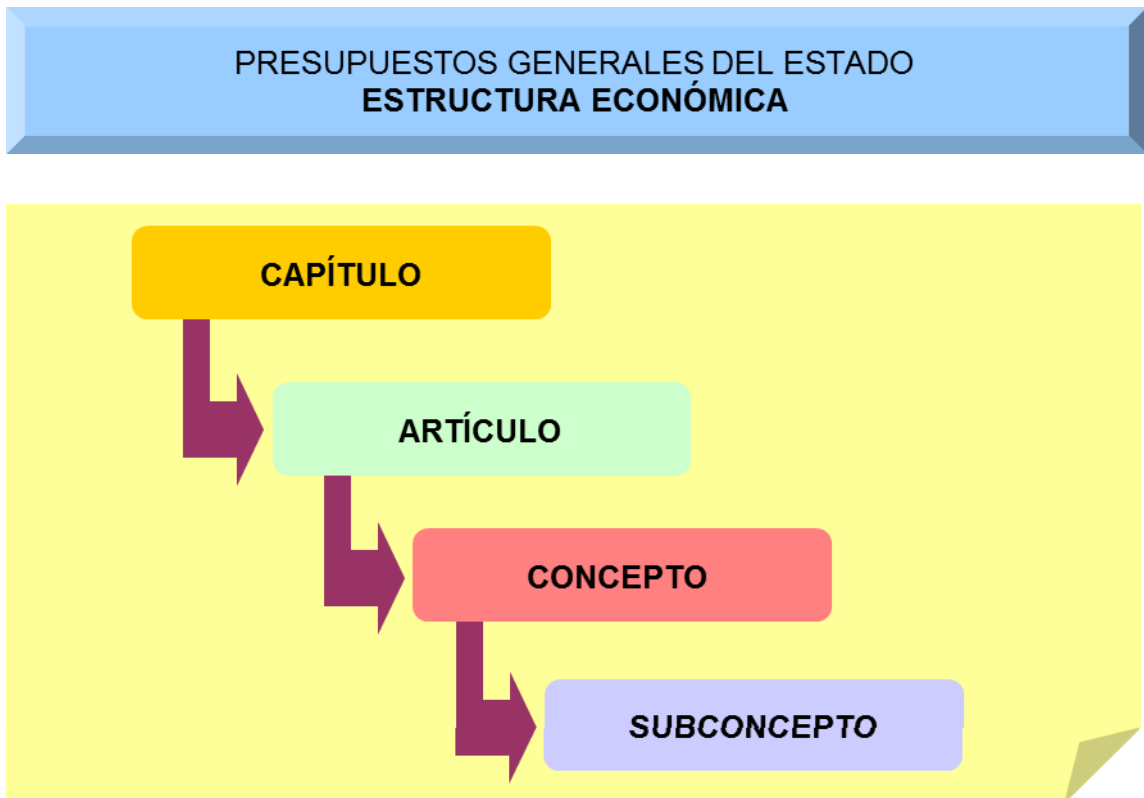 PRESUPUESTOS GENERALES DEL ESTADO
ESTRUCTURA ECONÓMICA
CAPÍTULO
ARTÍCULO
CONCEPTO
SUBCONCEPTO